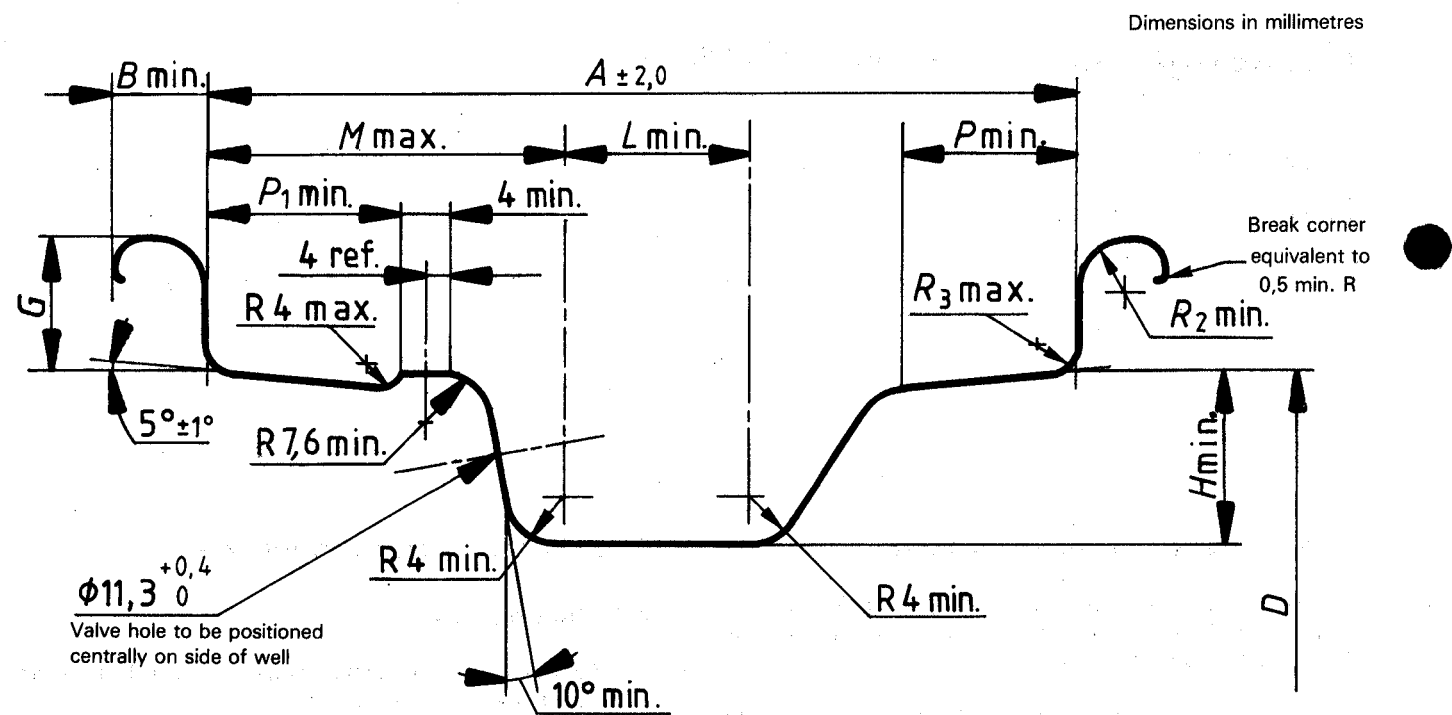 Dimensions in millimetres
B min.
A ± 2,0
M max.
L min.
P min.
P₁ min.
4 min.
4 ref.
Break corner
equivalent to
0,5 min. R
G
R 4 max.
R₃ max.
R₂ min.
5° ± 1°
R 7,6 min.
H min.
R 4 min.
R 4 min.
D
Φ11,3 +0,4 0
Valve hole to be positioned
centrally on side of well
10° min.